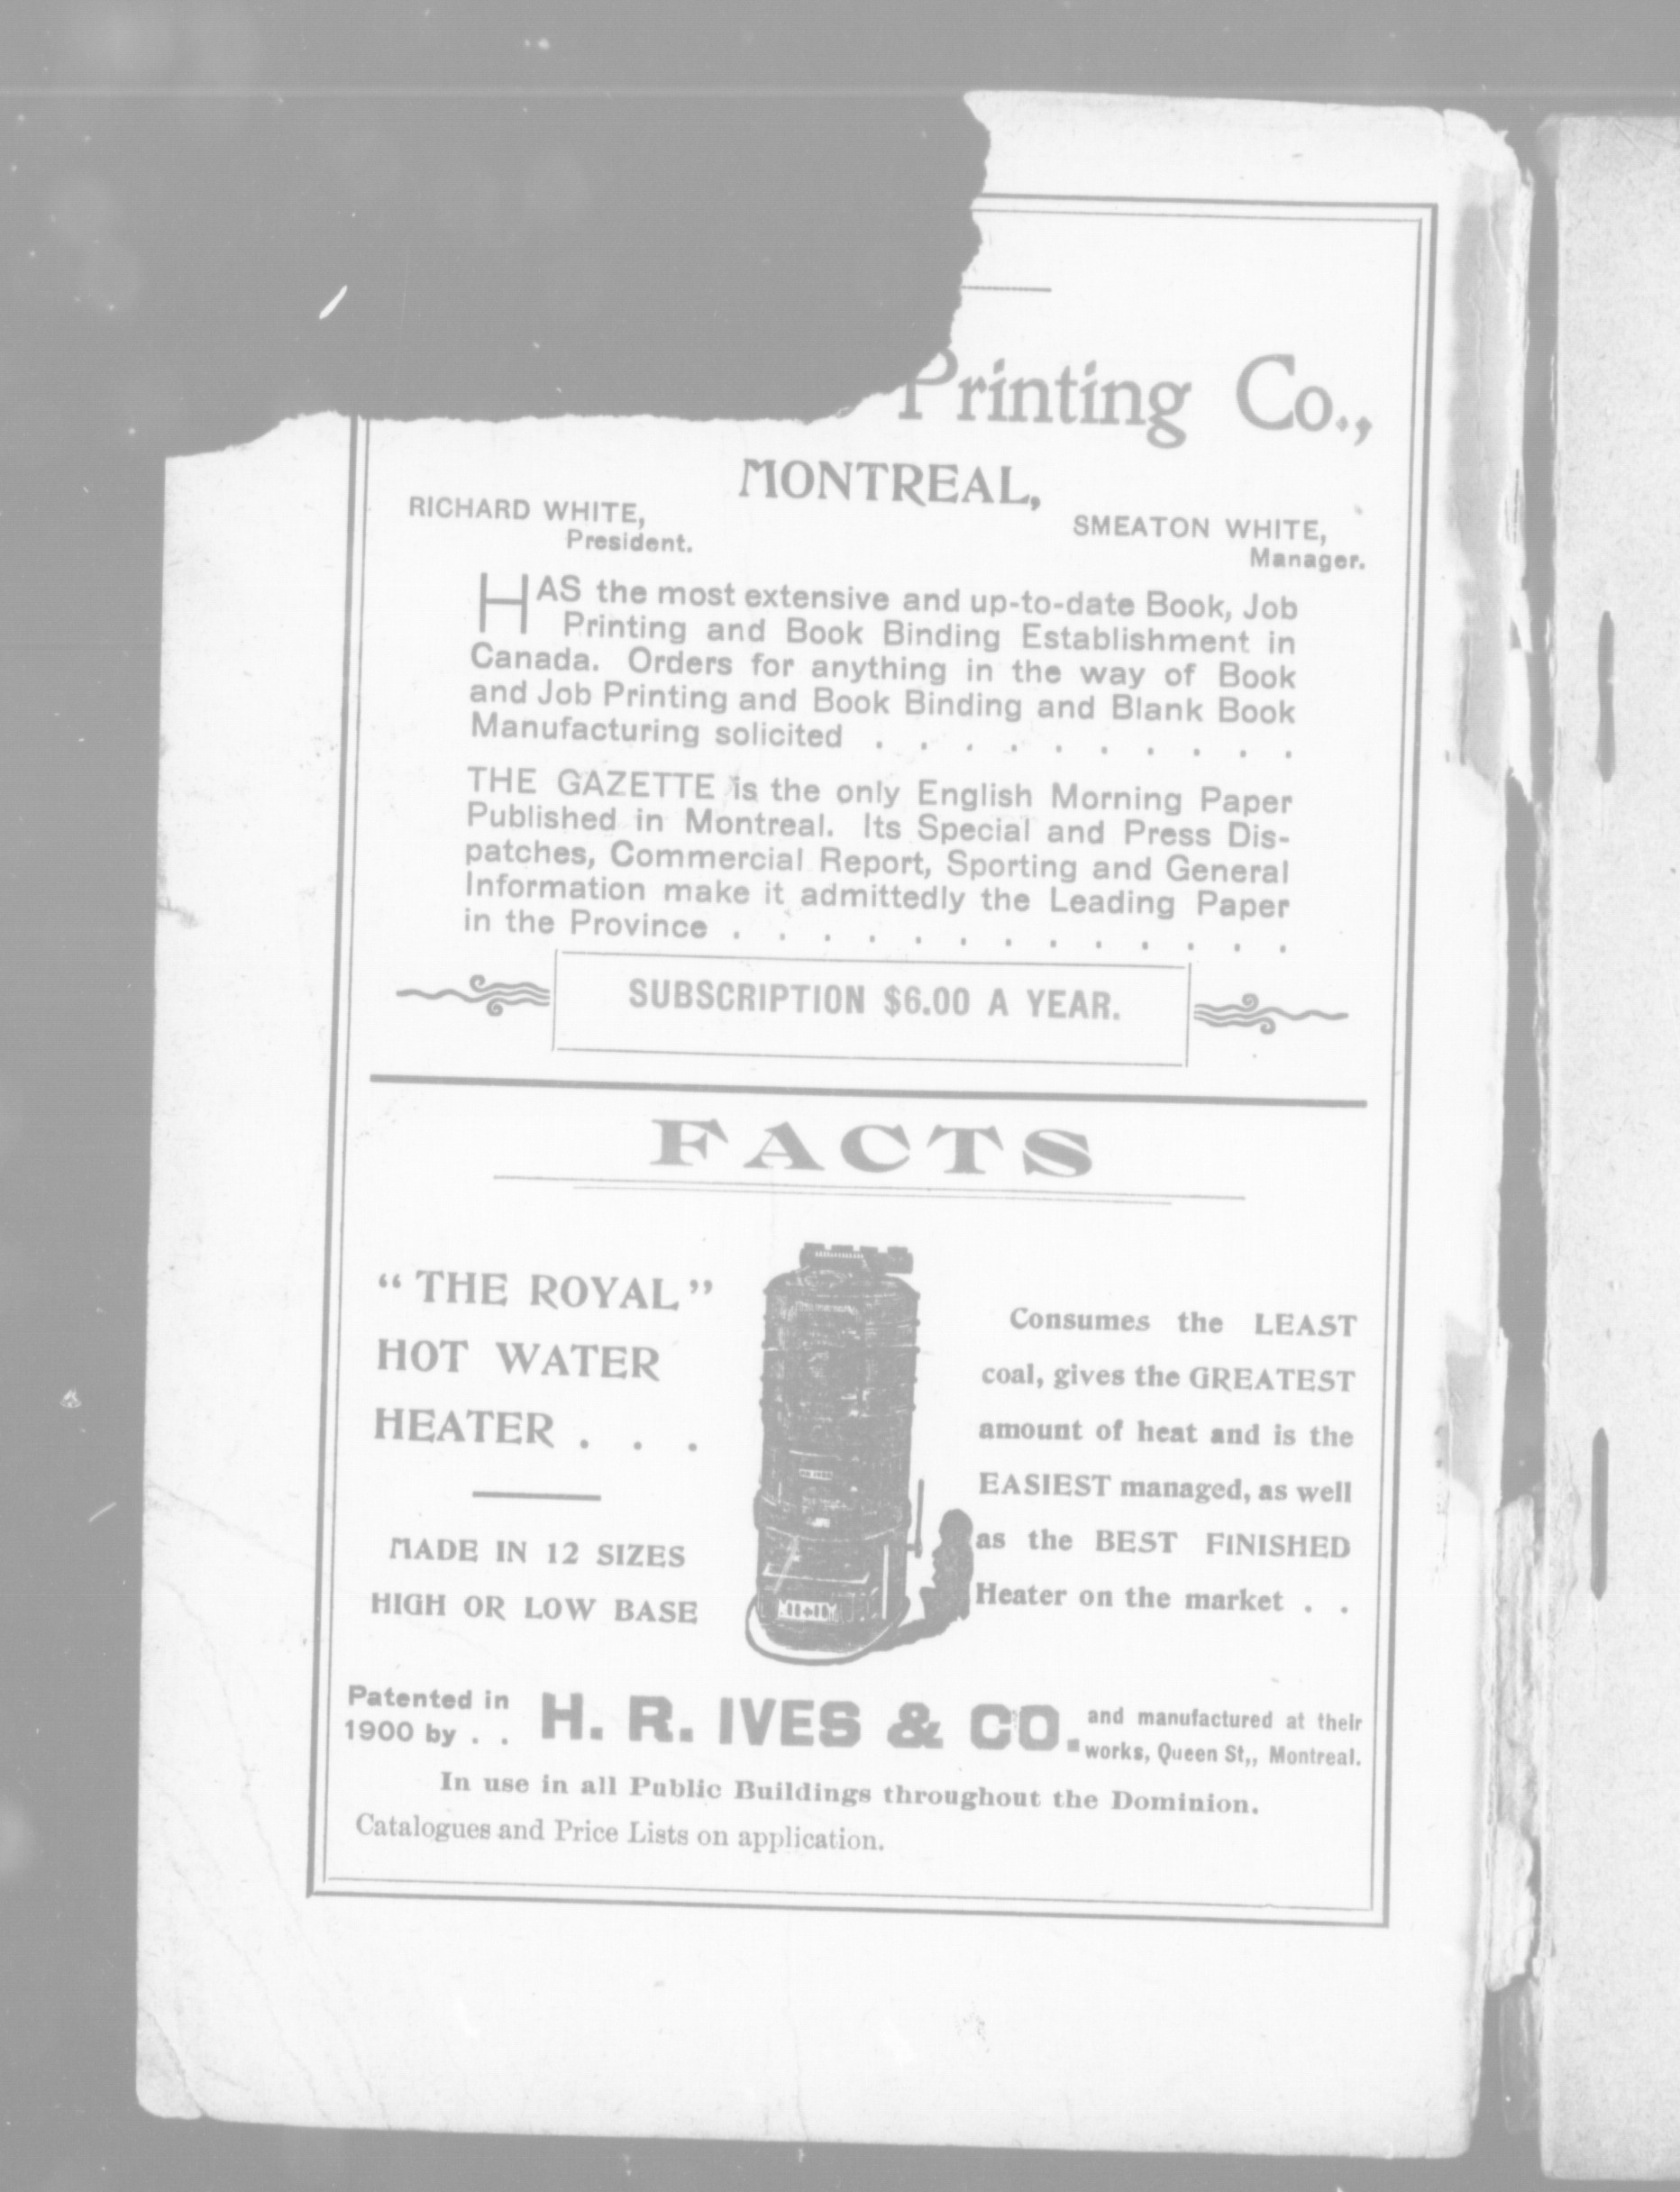 Printing Co.,
MONTREAL,
RICHARD WHITE,
President.
SMEATON WHITE,
Manager.
HAS the most extensive and up-to-date Book, Job
Printing and Book Binding Establishment in
Canada. Orders for anything in the way of Book
and Job Printing and Book Binding and Blank Book
Manufacturing solicited . . . . . . . . . .
THE GAZETTE is the only English Morning Paper
Published in Montreal. Its Special and Press Dis-
patches, Commercial Report, Sporting and General
Information make it admittedly the Leading Paper
in the Province . . . . . . . . . . . . .
SUBSCRIPTION $6.00 A YEAR.
FACTS
“THE ROYAL”
HOT WATER
HEATER . . .
MADE IN 12 SIZES
HIGH OR LOW BASE
Consumes the LEAST
coal, gives the GREATEST
amount of heat and is the
EASIEST managed, as well
as the BEST FINISHED
Heater on the market . .
Patented in
1900 by . .
H. R. IVES & CO.
and manufactured at their
works, Queen St,, Montreal.
In use in all Public Buildings throughout the Dominion.
Catalogues and Price Lists on application.